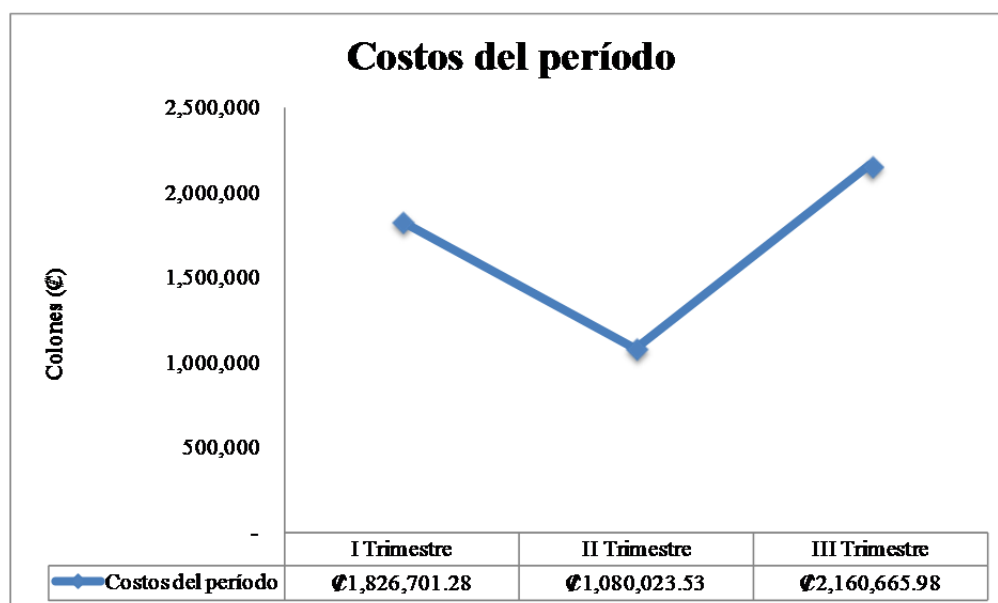 Costos del período
2,500,000
2,000,000
1,500,000
1,000,000
500,000
-
Colones (₡)
I Trimestre II Trimestre III Trimestre
Costos del período ₡1,826,701.28 ₡1,080,023.53 ₡2,160,665.98